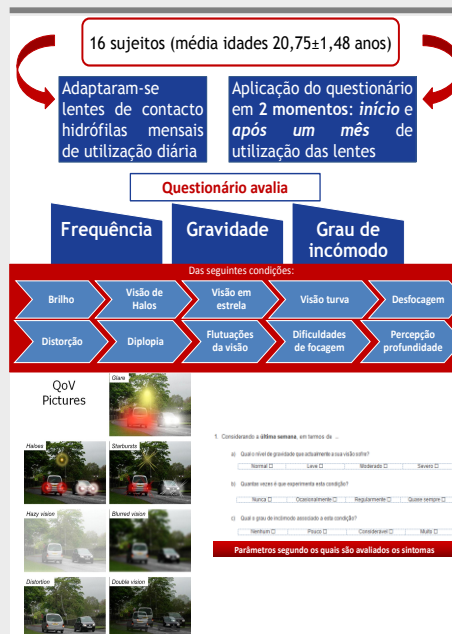 16 sujeitos (média idades 20,75±1,48 anos)
Adaptaram-se
lentes de contacto
hidrófilas mensais
de utilização diária
Aplicação do questionário
em 2 momentos: início e
após um mês de
utilização das lentes
Questionário avalia
Frequência
Gravidade
Grau de
incómodo
Das seguintes condições:
Brilho
Visão de
Halos
Visão em
estrela
Visão turva
Desfocagem
Distorção
Diplopia
Flutuações
da visão
Dificuldades
de focagem
Percepção
profundidade
QoV
Pictures
Glare
Haloes
Starbursts
Hazy vision
Blurred vision
Distortion
Double vision
1. Considerando a última semana, em termos de ...
a) Qual o nível de gravidade que actualmente a sua visão sofre?
Normal □ Leve □ Moderado □ Severo □
b) Quantas vezes é que experimenta esta condição?
Nunca □ Ocasionalmente □ Regularmente □ Quase sempre □
c) Qual o grau de incómodo associado a esta condição?
Nenhum □ Pouco □ Considerável □ Muito □
Parâmetros segundo os quais são avaliados os sintomas